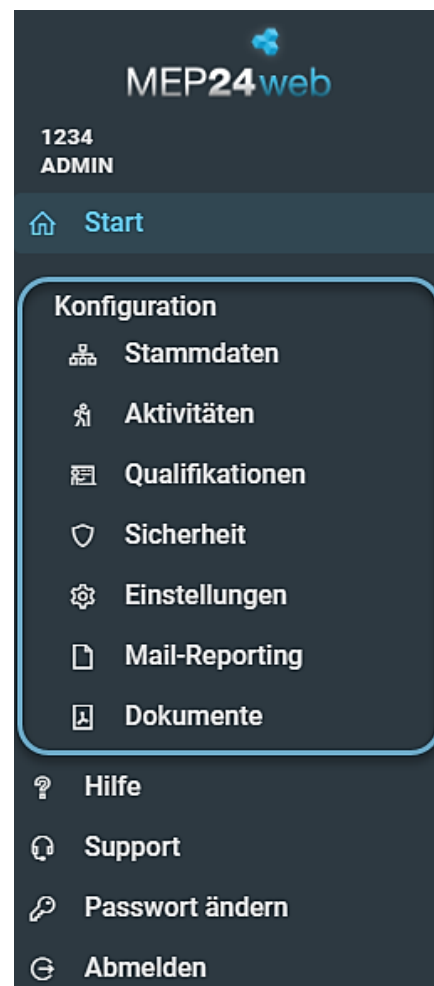 MEP24web
1234
ADMIN
Start
Konfiguration
Stammdaten
Aktivitäten
Qualifikationen
Sicherheit
Einstellungen
Mail-Reporting
Dokumente
Hilfe
Support
Passwort ändern
Abmelden